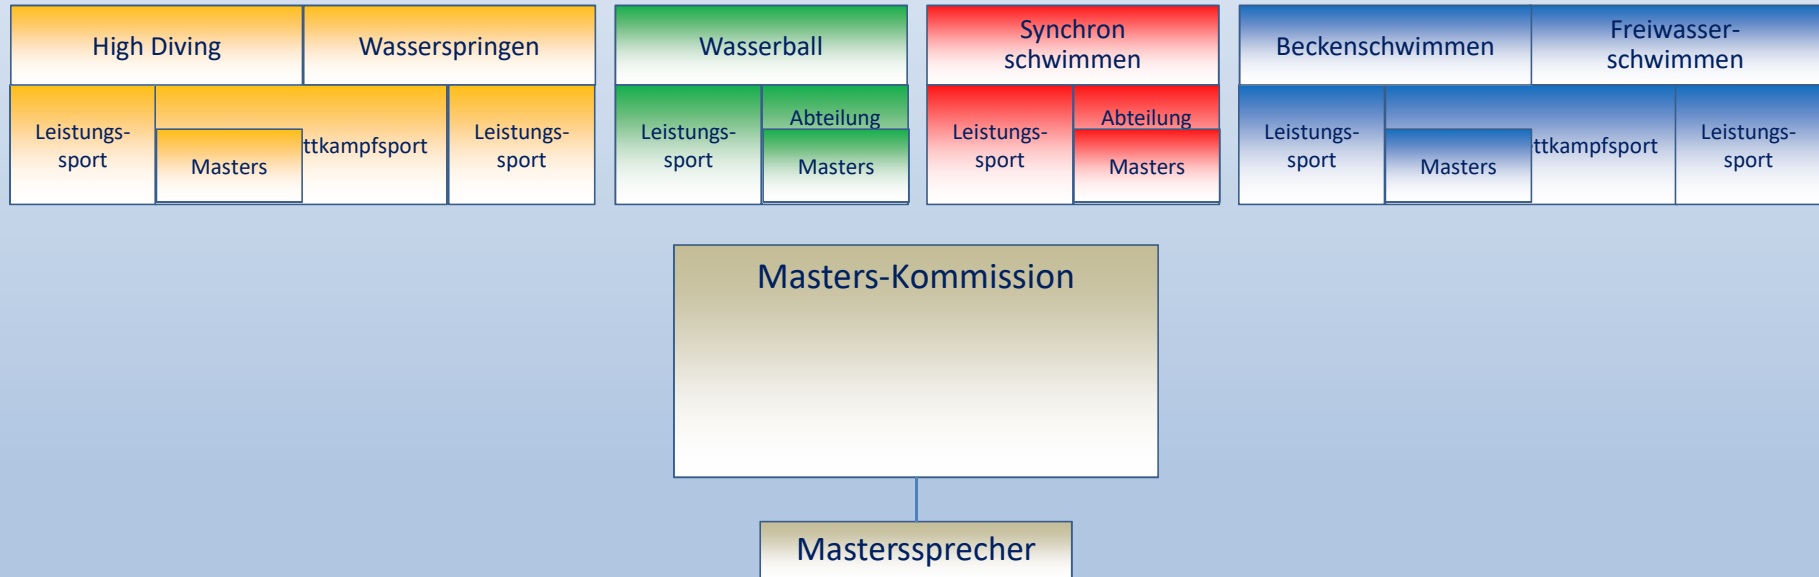 High Diving
Wasserspringen
Wasserball
Synchron
schwimmen
Beckenschwimmen
Freiwasser-
schwimmen
Leistungs-
sport
Masters
ttkampfsport
Leistungs-
sport
Leistungs-
sport
Abteilung
Masters
Leistungs-
sport
Abteilung
Masters
Leistungs-
sport
Masters
ttkampfsport
Leistungs-
sport
Masters-Kommission
Masterssprecher